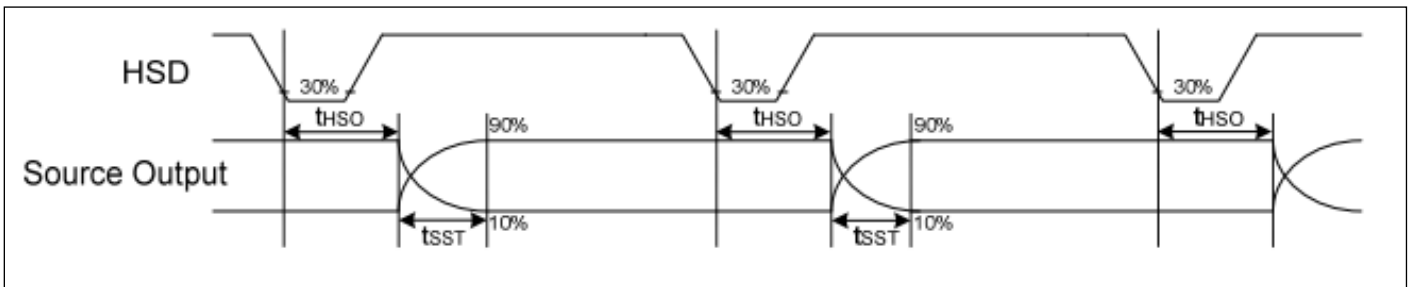 HSD
30% 30% 30%
tHSO tHSO tHSO
90% 90%
Source Output
10% 10%
tSST tSST